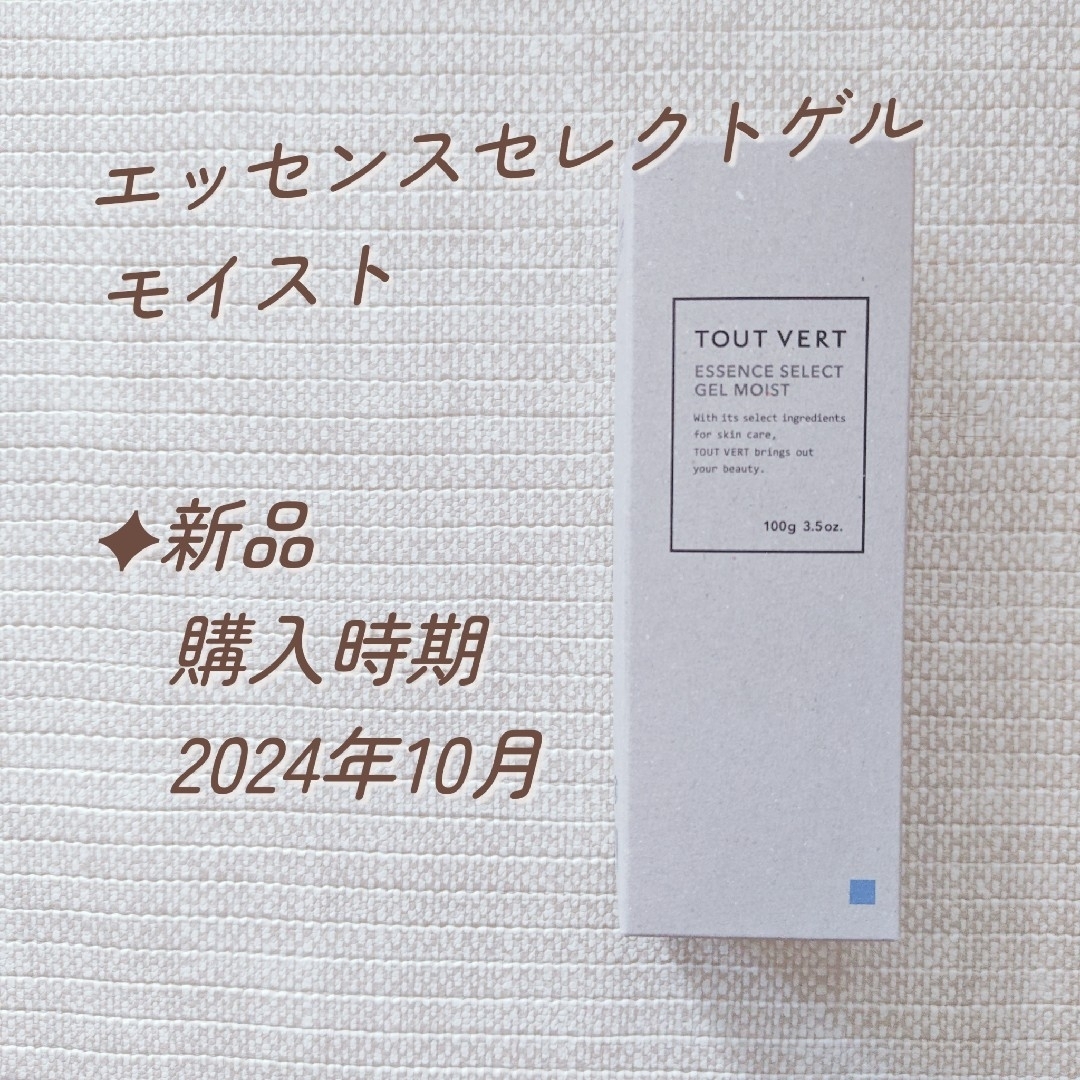 エッセンスセレクトゲル
モイスト
✦新品
購入時期
2024年10月
TOUT VERT
ESSENCE SELECT
GEL MOIST
With its select ingredients
for skin care,
TOUT VERT brings out
your beauty.
100g 3.5oz.